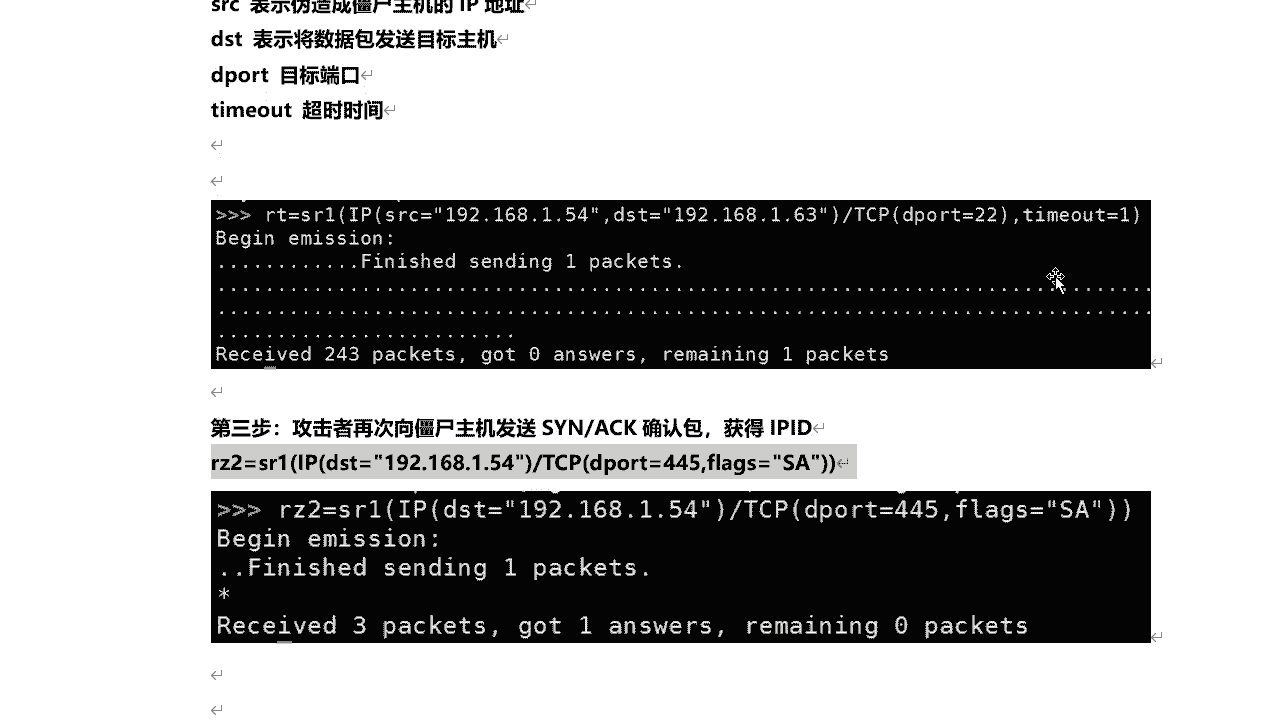 src 表示伪造成僵尸主机的 IP 地址
dst 表示将数据包发送目标主机
dport 目标端口
timeout 超时时间
>>> rt=sr1(IP(src="192.168.1.54",dst="192.168.1.63")/TCP(dport=22),timeout=1)
Begin emission:
............Finished sending 1 packets.
..............................................................................
..............................................................................
.........................
Received 243 packets, got 0 answers, remaining 1 packets
第三步：攻击者再次向僵尸主机发送 SYN/ACK 确认包，获得 IPID
rz2=sr1(IP(dst="192.168.1.54")/TCP(dport=445,flags="SA"))
>>> rz2=sr1(IP(dst="192.168.1.54")/TCP(dport=445,flags="SA"))
Begin emission:
..Finished sending 1 packets.
*
Received 3 packets, got 1 answers, remaining 0 packets